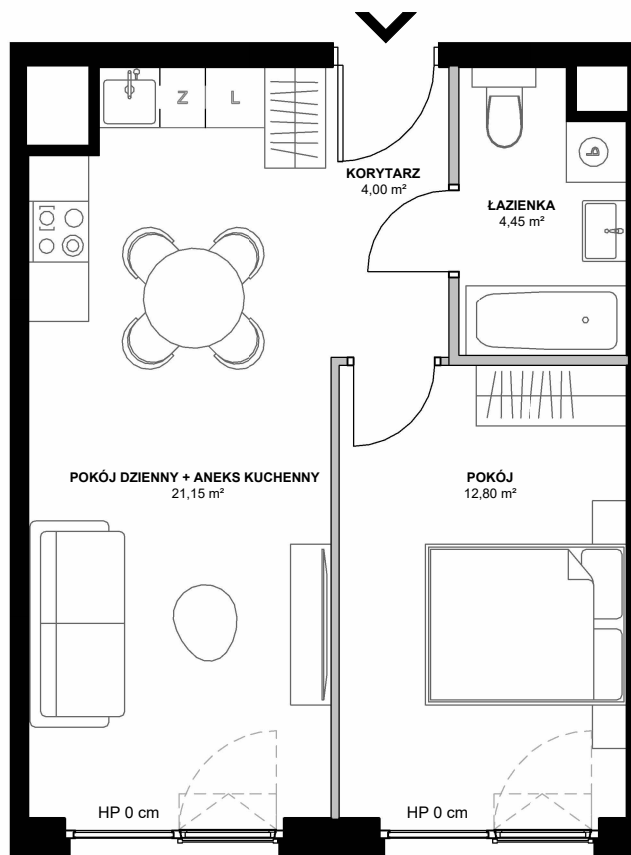 Z
L
KORYTARZ
4,00 m²
ŁAZIENKA
4,45 m²
P
POKÓJ DZIENNY + ANEKS KUCHENNY
21,15 m²
POKÓJ
12,80 m²
HP 0 cm
HP 0 cm